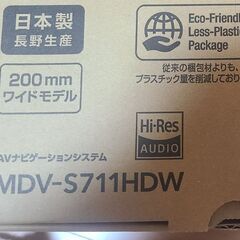 日本製
長野生産
200mm
ワイドモデル
Eco-Friendly
Less-Plastic
Package
従来の梱包材よりも、
プラスチック量を削減しており
Hi-Res
AUDIO
AVナビゲーションシステム
MDV-S711HDW